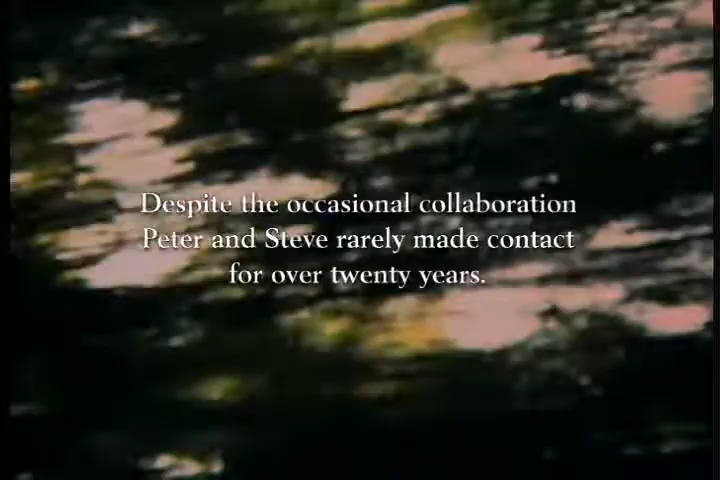 Despite the occasional collaboration
Peter and Steve rarely made contact
for over twenty years.